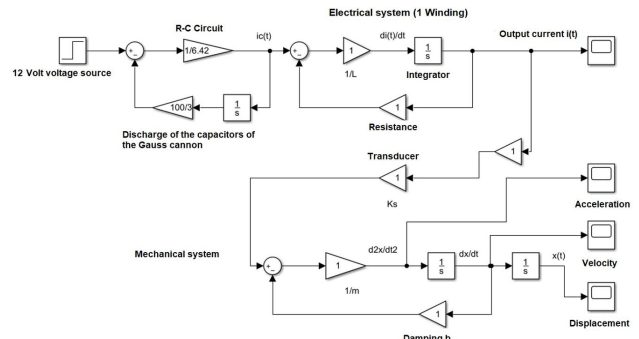 Electrical system (1 Winding)
R-C Circuit
ic(t)
di(t)/dt
Output current i(t)
1/6.42
1
1
s
12 Volt voltage source
1/L
Integrator
100/3
1
s
1
Discharge of the capacitors of
the Gauss cannon
Resistance
Transducer
1
1
Ks
Acceleration
Mechanical system
d2x/dt2
dx/dt
x(t)
1
1
s
1
s
Velocity
1/m
1
Displacement
Damping b